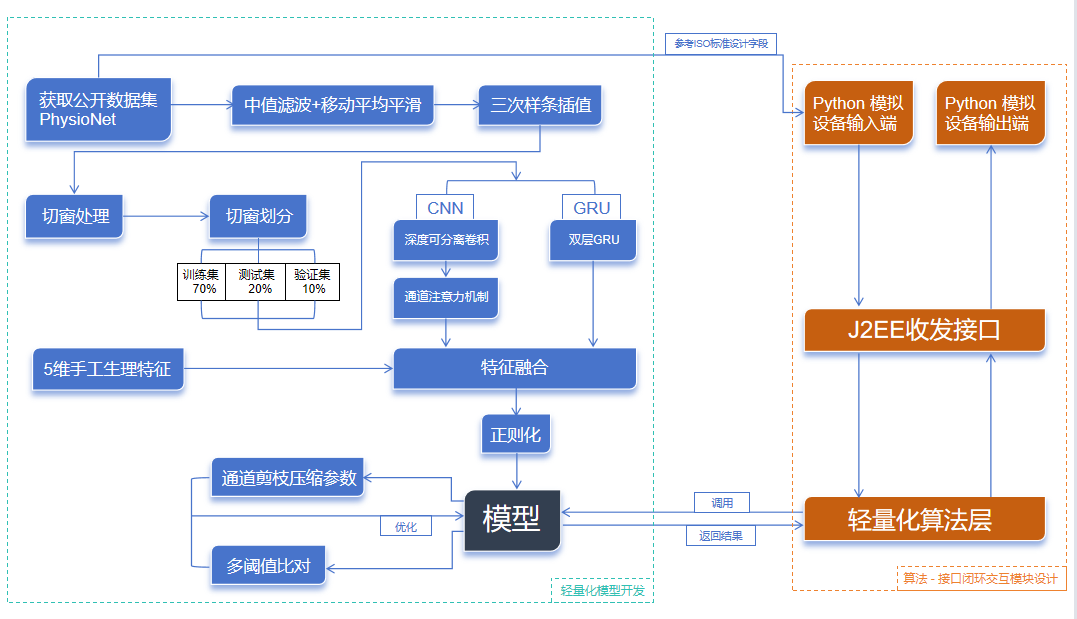 参考ISO标准设计字段
获取公开数据集
PhysioNet
中值滤波+移动平均平滑
三次样条插值
Python 模拟
设备输入端
Python 模拟
设备输出端
切窗处理
切窗划分
CNN
GRU
深度可分离卷积
双层GRU
训练集
70%
测试集
20%
验证集
10%
通道注意力机制
J2EE收发接口
5维手工生理特征
特征融合
正则化
通道剪枝压缩参数
模型
调用
优化
返回结果
轻量化算法层
多阈值比对
轻量化模型开发
算法 - 接口闭环交互模块设计